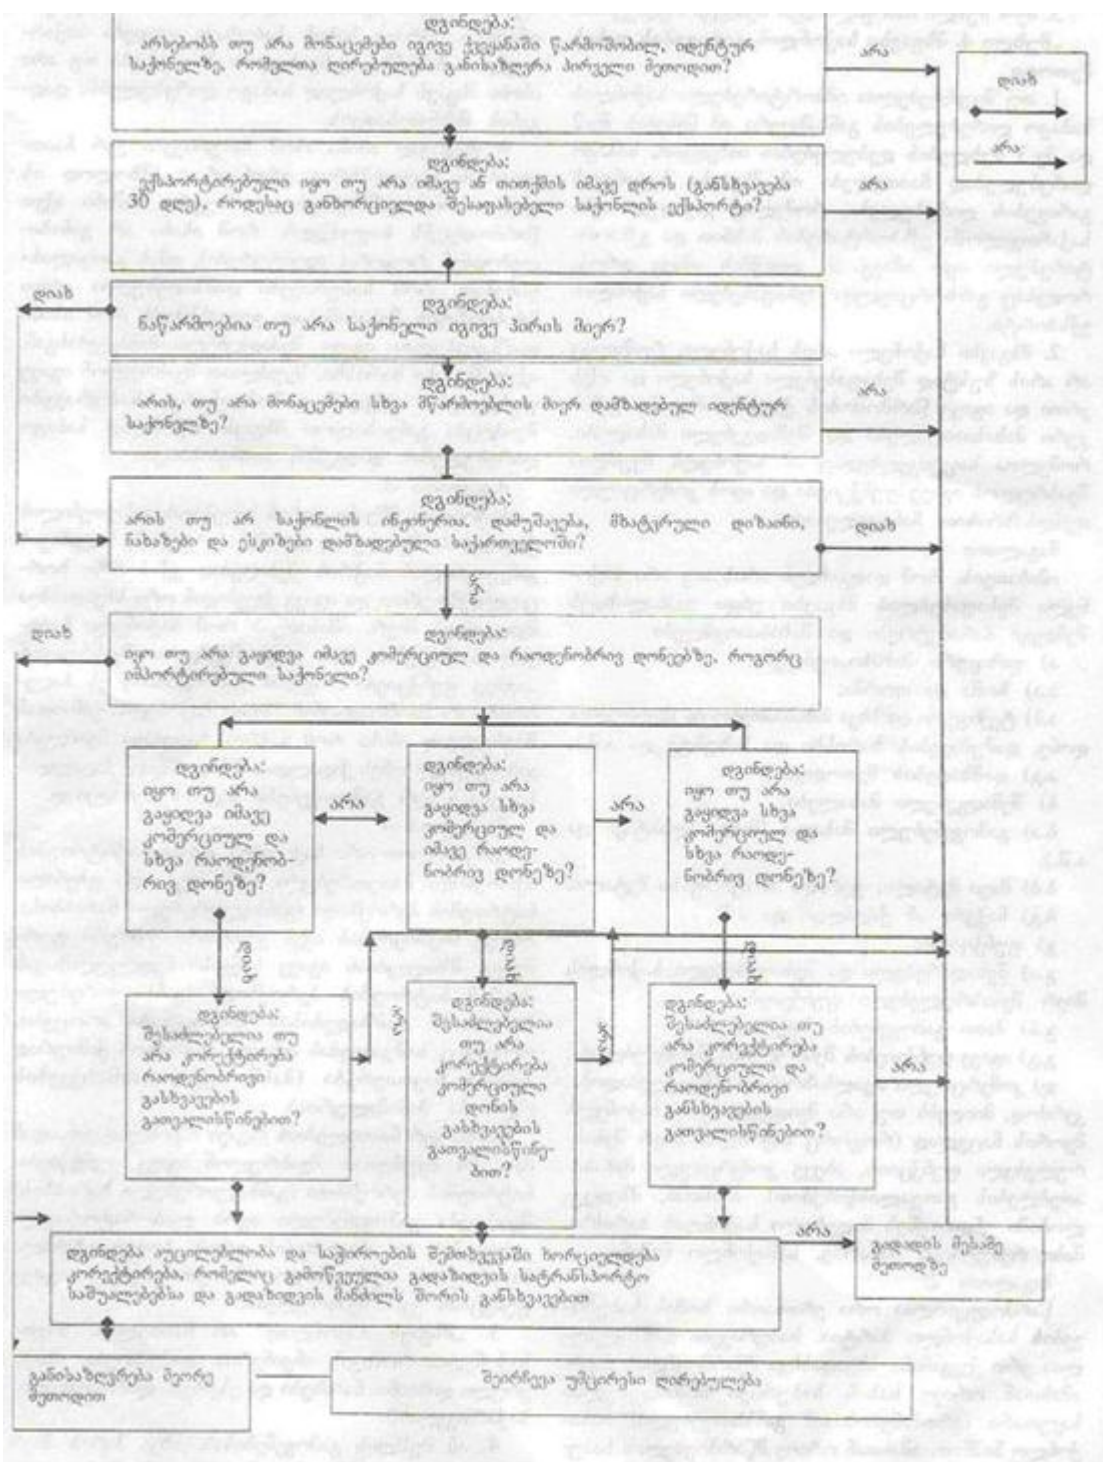 დგინდება:
არსებობს თუ არა მონაცემები იგივე ქვეყანაში წარმოშობილ, იდენტურ
საქონელზე, რომელთა ღირებულება განისაზღვრა პირველი მეთოდით?
არა
დიახ
არა
დგინდება:
ექსპორტირებული იყო თუ არა იმავე ან თითქმის იმავე დროს (განსხვავება
30 დღე), როდესაც განხორციელდა შესაფასებელი საქონლის ექსპორტი?
არა
დიახ
დგინდება:
ნაწარმოებია თუ არა საქონელი იგივე პირის მიერ?
დგინდება:
არის, თუ არა მონაცემები სხვა მწარმოებლის მიერ დამზადებულ იდენტურ
საქონელზე?
არა
დგინდება:
არის თუ არ საქონლის ინჟინერია, დამუშავება, მხატვრული დიზაინი,
ნახაზები და ესკიზები დამზადებული საქართველოში?
დიახ
არა
დიახ
დგინდება:
იყო თუ არა გაყიდვა იმავე კომერციულ და რაოდენობრივ დონეებზე, როგორც
იმპორტირებული საქონელი?
დგინდება:
იყო თუ არა
გაყიდვა იმავე
კომერციულ და
სხვა რაოდენობ-
რივ დონეზე?
არა
დგინდება:
იყო თუ არა
გაყიდვა სხვა
კომერციულ და
იმავე რაოდე-
ნობრივ დონეზე?
არა
დგინდება:
იყო თუ არა
გაყიდვა სხვა
კომერციულ და
სხვა რაოდე-
ნობრივ დონეზე?
დიახ
დიახ
დიახ
დგინდება:
შესაძლებელია თუ
არა კორექტირება
რაოდენობრივი
გასხვავების
გათვალისწინებით?
არა
დგინდება:
შესაძლებელია
თუ არა
კორექტირება
კომერციული
დონის
გასხვავების
გათვალისწინე-
ბით?
არა
დგინდება:
შესაძლებელია თუ
არა კორექტირება
კომერციული და
რაოდენობრივი
განსხვავების
გათვალისწინებით?
არა
დგინდება აუცილებლობა და საჭიროების შემთხვევაში ხორციელდება
კორექტირება, რომელიც გამოწვეულია გადაზიდვის სატრანსპორტო
საშუალებებსა და გადაზიდვის მანძილს შორის განსხვავებით
არა
გადადის მესამე
მეთოდზე
განისაზღვრება მეორე
მეთოდით
შეირჩევა უმცირესი ღირებულება